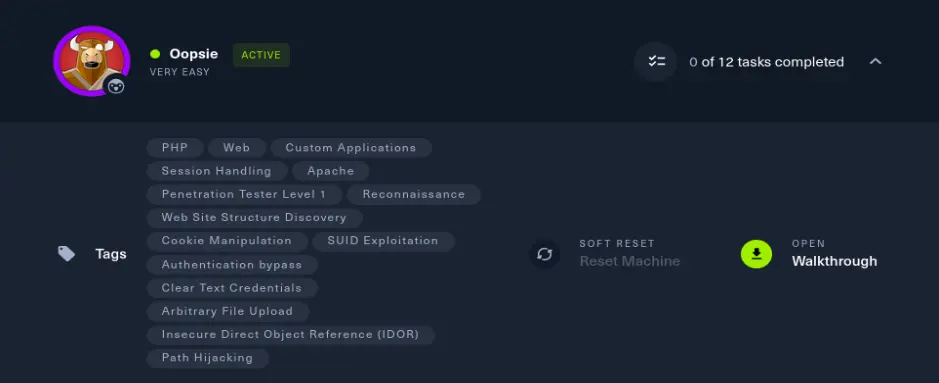 Oopsie ACTIVE
VERY EASY
0 of 12 tasks completed
PHP Web Custom Applications
Session Handling Apache
Penetration Tester Level 1 Reconnaissance
Web Site Structure Discovery
Cookie Manipulation SUID Exploitation
Tags
Authentication bypass
Clear Text Credentials
Arbitrary File Upload
Insecure Direct Object Reference (IDOR)
Path Hijacking
SOFT RESET
Reset Machine
OPEN
Walkthrough